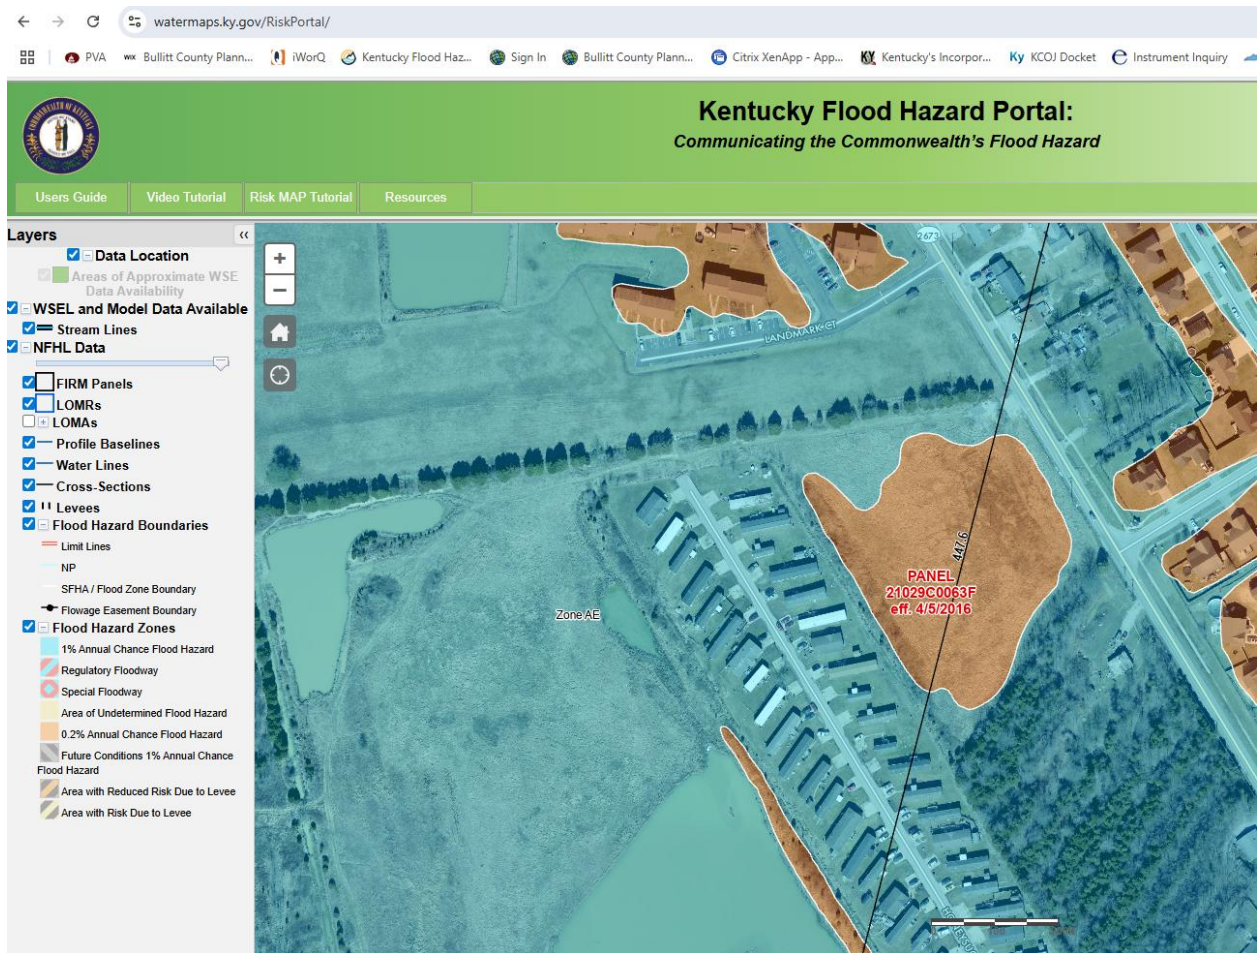 watermaps.ky.gov/RiskPortal/
PVA
WIX Bullitt County Plann...
iWorQ
Kentucky Flood Haz...
Sign In
Bullitt County Plann...
Citrix XenApp - App...
KY Kentucky's Incorpor...
Ky KCOJ Docket
Instrument Inquiry
Kentucky Flood Hazard Portal:
Communicating the Commonwealth's Flood Hazard
Users Guide
Video Tutorial
Risk MAP Tutorial
Resources
Layers
Data Location
Areas of Approximate WSE
Data Availability
WSEL and Model Data Available
Stream Lines
NFHL Data
FIRM Panels
LOMRs
LOMAs
Profile Baselines
Water Lines
Cross-Sections
Levees
Flood Hazard Boundaries
Limit Lines
NP
SFHA / Flood Zone Boundary
Flowage Easement Boundary
Flood Hazard Zones
1% Annual Chance Flood Hazard
Regulatory Floodway
Special Floodway
Area of Undetermined Flood Hazard
0.2% Annual Chance Flood Hazard
Future Conditions 1% Annual Chance
Flood Hazard
Area with Reduced Risk Due to Levee
Area with Risk Due to Levee
2673
LANDMARK CT
447.6
PANEL
21029C0063F
eff. 4/5/2016
Zone AE